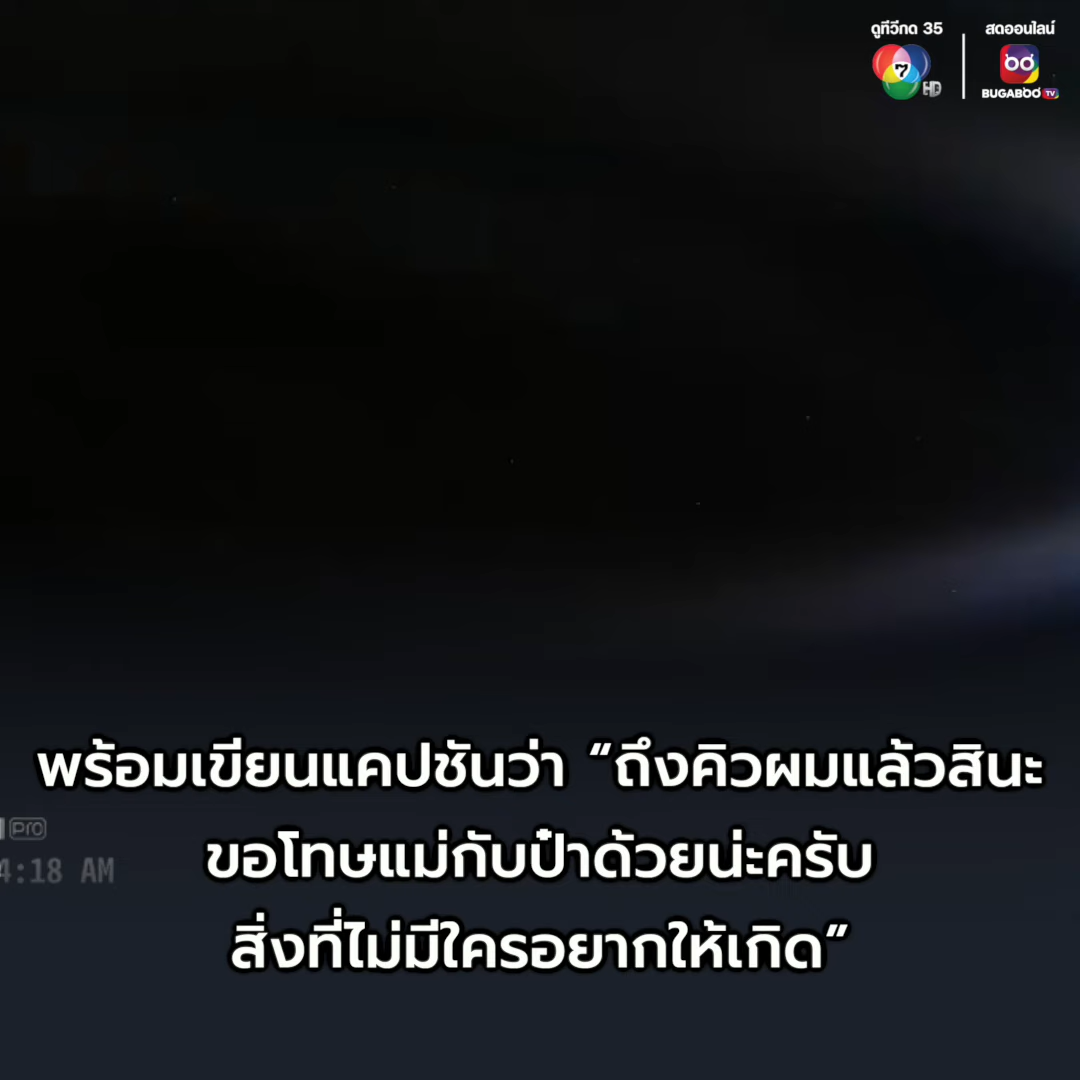 ดูทีวีกด 35
สดออนไลน์
7
HD
BUGABOO TV
พร้อมเขียนแคปชันว่า “ถึงคิวผมแล้วสินะ
Pro
ขอโทษแม่กับป๋าด้วยน่ะครับ
4:18 AM
สิ่งที่ไม่มีใครอยากให้เกิด”